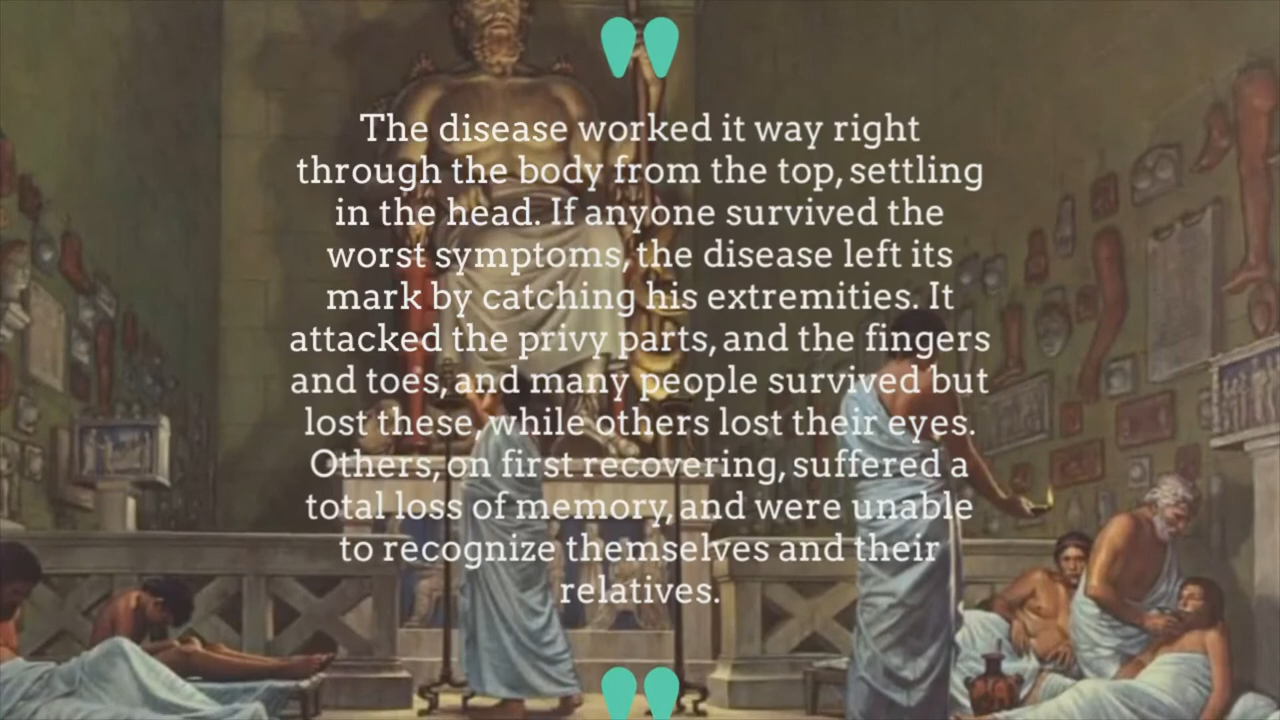 The disease worked it way right
through the body from the top, settling
in the head. If anyone survived the
worst symptoms, the disease left its
mark by catching his extremities. It
attacked the privy parts, and the fingers
and toes, and many people survived but
lost these, while others lost their eyes.
Others, on first recovering, suffered a
total loss of memory, and were unable
to recognize themselves and their
relatives.